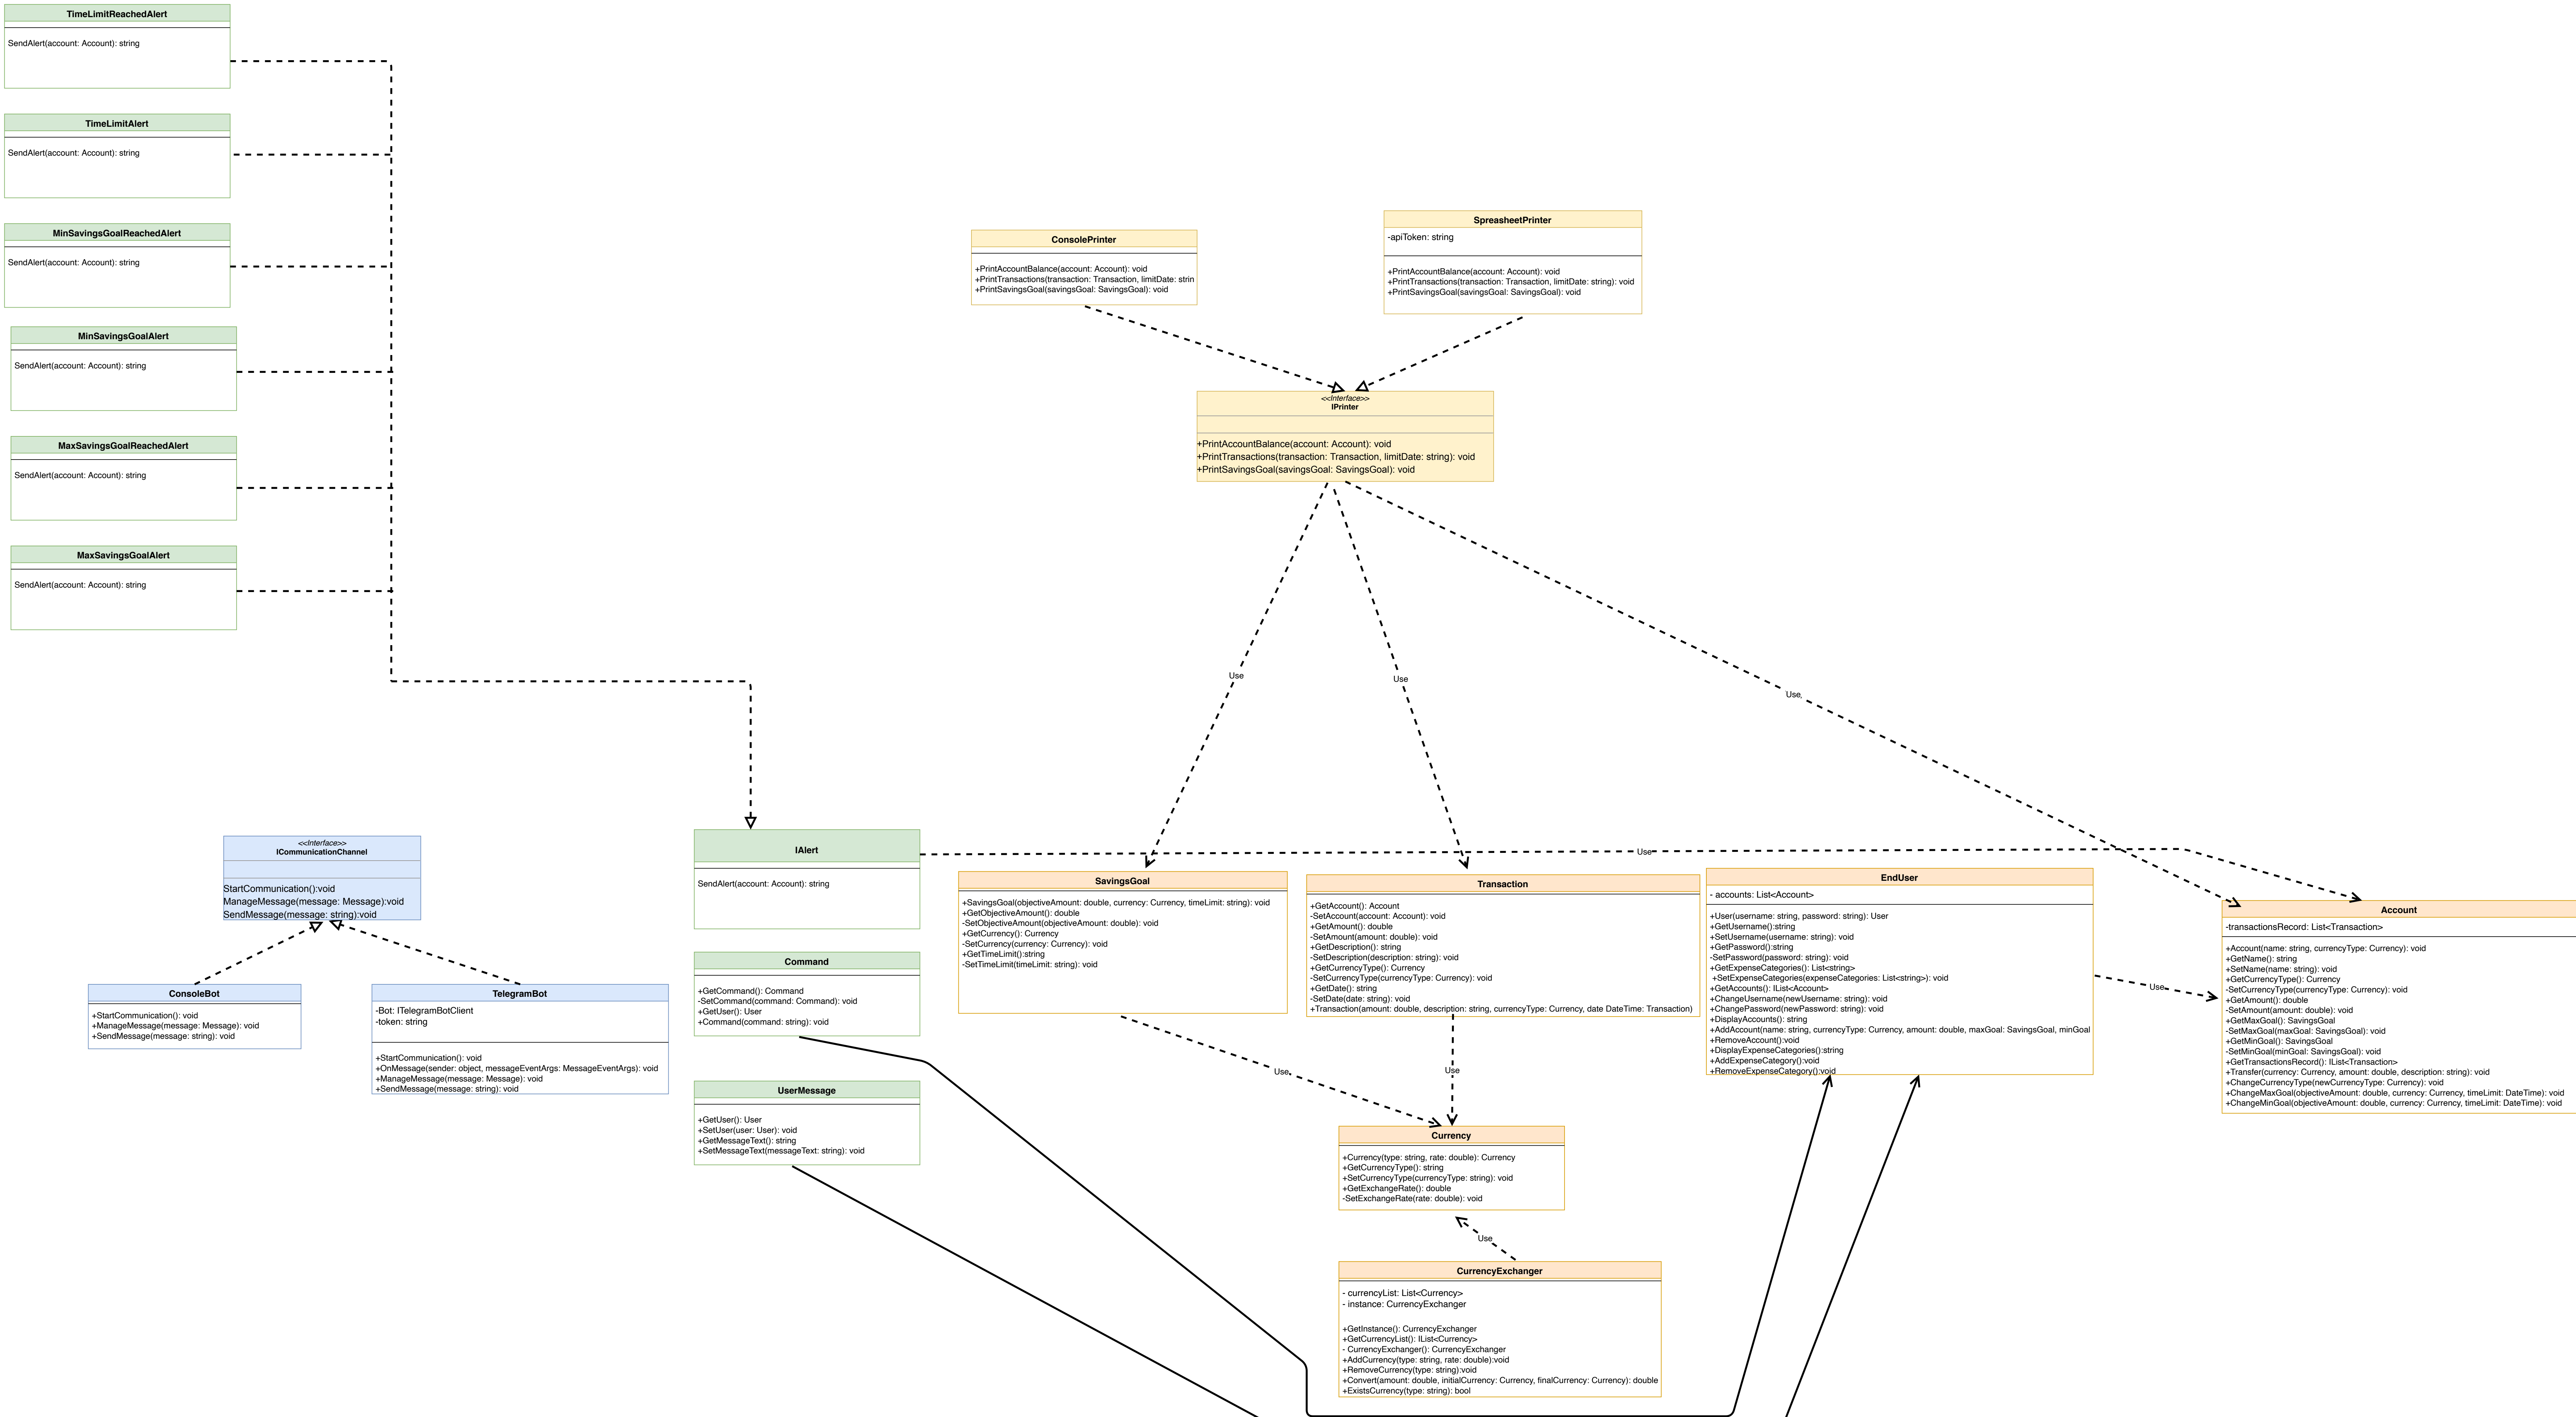 TimeLimitReachedAlert
SendAlert(account: Account): string
TimeLimitAlert
SendAlert(account: Account): string
MinSavingsGoalReachedAlert
SendAlert(account: Account): string
MinSavingsGoalAlert
SendAlert(account: Account): string
MaxSavingsGoalReachedAlert
SendAlert(account: Account): string
MaxSavingsGoalAlert
SendAlert(account: Account): string
ConsolePrinter
+PrintAccountBalance(account: Account): void
+PrintTransactions(transaction: Transaction, limitDate: strin
+PrintSavingsGoal(savingsGoal: SavingsGoal): void
SpreasheetPrinter
-apiToken: string
+PrintAccountBalance(account: Account): void
+PrintTransactions(transaction: Transaction, limitDate: string): void
+PrintSavingsGoal(savingsGoal: SavingsGoal): void
<<Interface>>
IPrinter
+PrintAccountBalance(account: Account): void
+PrintTransactions(transaction: Transaction, limitDate: string): void
+PrintSavingsGoal(savingsGoal: SavingsGoal): void
Use
Use
Use
<<Interface>>
ICommunicationChannel
StartCommunication():void
ManageMessage(message: Message):void
SendMessage(message: string):void
ConsoleBot
+StartCommunication(): void
+ManageMessage(message: Message): void
+SendMessage(message: string): void
TelegramBot
-Bot: ITelegramBotClient
-token: string
+StartCommunication(): void
+OnMessage(sender: object, messageEventArgs: MessageEventArgs): void
+ManageMessage(message: Message): void
+SendMessage(message: string): void
IAlert
SendAlert(account: Account): string
Use
Command
+GetCommand(): Command
-SetCommand(command: Command): void
+GetUser(): User
+Command(command: string): void
UserMessage
+GetUser(): User
+SetUser(user: User): void
+GetMessageText(): string
+SetMessageText(messageText: string): void
SavingsGoal
+SavingsGoal(objectiveAmount: double, currency: Currency, timeLimit: string): void
+GetObjectiveAmount(): double
-SetObjectiveAmount(objectiveAmount: double): void
+GetCurrency(): Currency
-SetCurrency(currency: Currency): void
+GetTimeLimit():string
-SetTimeLimit(timeLimit: string): void
Transaction
+GetAccount(): Account
-SetAccount(account: Account): void
+GetAmount(): double
-SetAmount(amount: double): void
+GetDescription(): string
-SetDescription(description: string): void
+GetCurrencyType(): Currency
-SetCurrencyType(currencyType: Currency): void
+GetDate(): string
-SetDate(date: string): void
+Transaction(amount: double, description: string, currencyType: Currency, date DateTime: Transaction)
EndUser
- accounts: List<Account>
+User(username: string, password: string): User
+GetUsername():string
+SetUsername(username: string): void
+GetPassword():string
-SetPassword(password: string): void
+GetExpenseCategories(): List<string>
+SetExpenseCategories(expenseCategories: List<string>): void
+GetAccounts(): IList<Account>
+ChangeUsername(newUsername: string): void
+ChangePassword(newPassword: string): void
+DisplayAccounts(): string
+AddAccount(name: string, currencyType: Currency, amount: double, maxGoal: SavingsGoal, minGoal
+RemoveAccount():void
+DisplayExpenseCategories():string
+AddExpenseCategory():void
+RemoveExpenseCategory():void
Use
Account
-transactionsRecord: List<Transaction>
+Account(name: string, currencyType: Currency): void
+GetName(): string
+SetName(name: string): void
+GetCurrencyType(): Currency
-SetCurrencyType(currencyType: Currency): void
+GetAmount(): double
-SetAmount(amount: double): void
+GetMaxGoal(): SavingsGoal
-SetMaxGoal(maxGoal: SavingsGoal): void
+GetMinGoal(): SavingsGoal
-SetMinGoal(minGoal: SavingsGoal): void
+GetTransactionsRecord(): IList<Transaction>
+Transfer(currency: Currency, amount: double, description: string): void
+ChangeCurrencyType(newCurrencyType: Currency): void
+ChangeMaxGoal(objectiveAmount: double, currency: Currency, timeLimit: DateTime): void
+ChangeMinGoal(objectiveAmount: double, currency: Currency, timeLimit: DateTime): void
Use
Use
Currency
+Currency(type: string, rate: double): Currency
+GetCurrencyType(): string
+SetCurrencyType(currencyType: string): void
+GetExchangeRate(): double
-SetExchangeRate(rate: double): void
Use
CurrencyExchanger
- currencyList: List<Currency>
- instance: CurrencyExchanger
+GetInstance(): CurrencyExchanger
+GetCurrencyList(): IList<Currency>
- CurrencyExchanger(): CurrencyExchanger
+AddCurrency(type: string, rate: double):void
+RemoveCurrency(type: string):void
+Convert(amount: double, initialCurrency: Currency, finalCurrency: Currency): double
+ExistsCurrency(type: string): bool